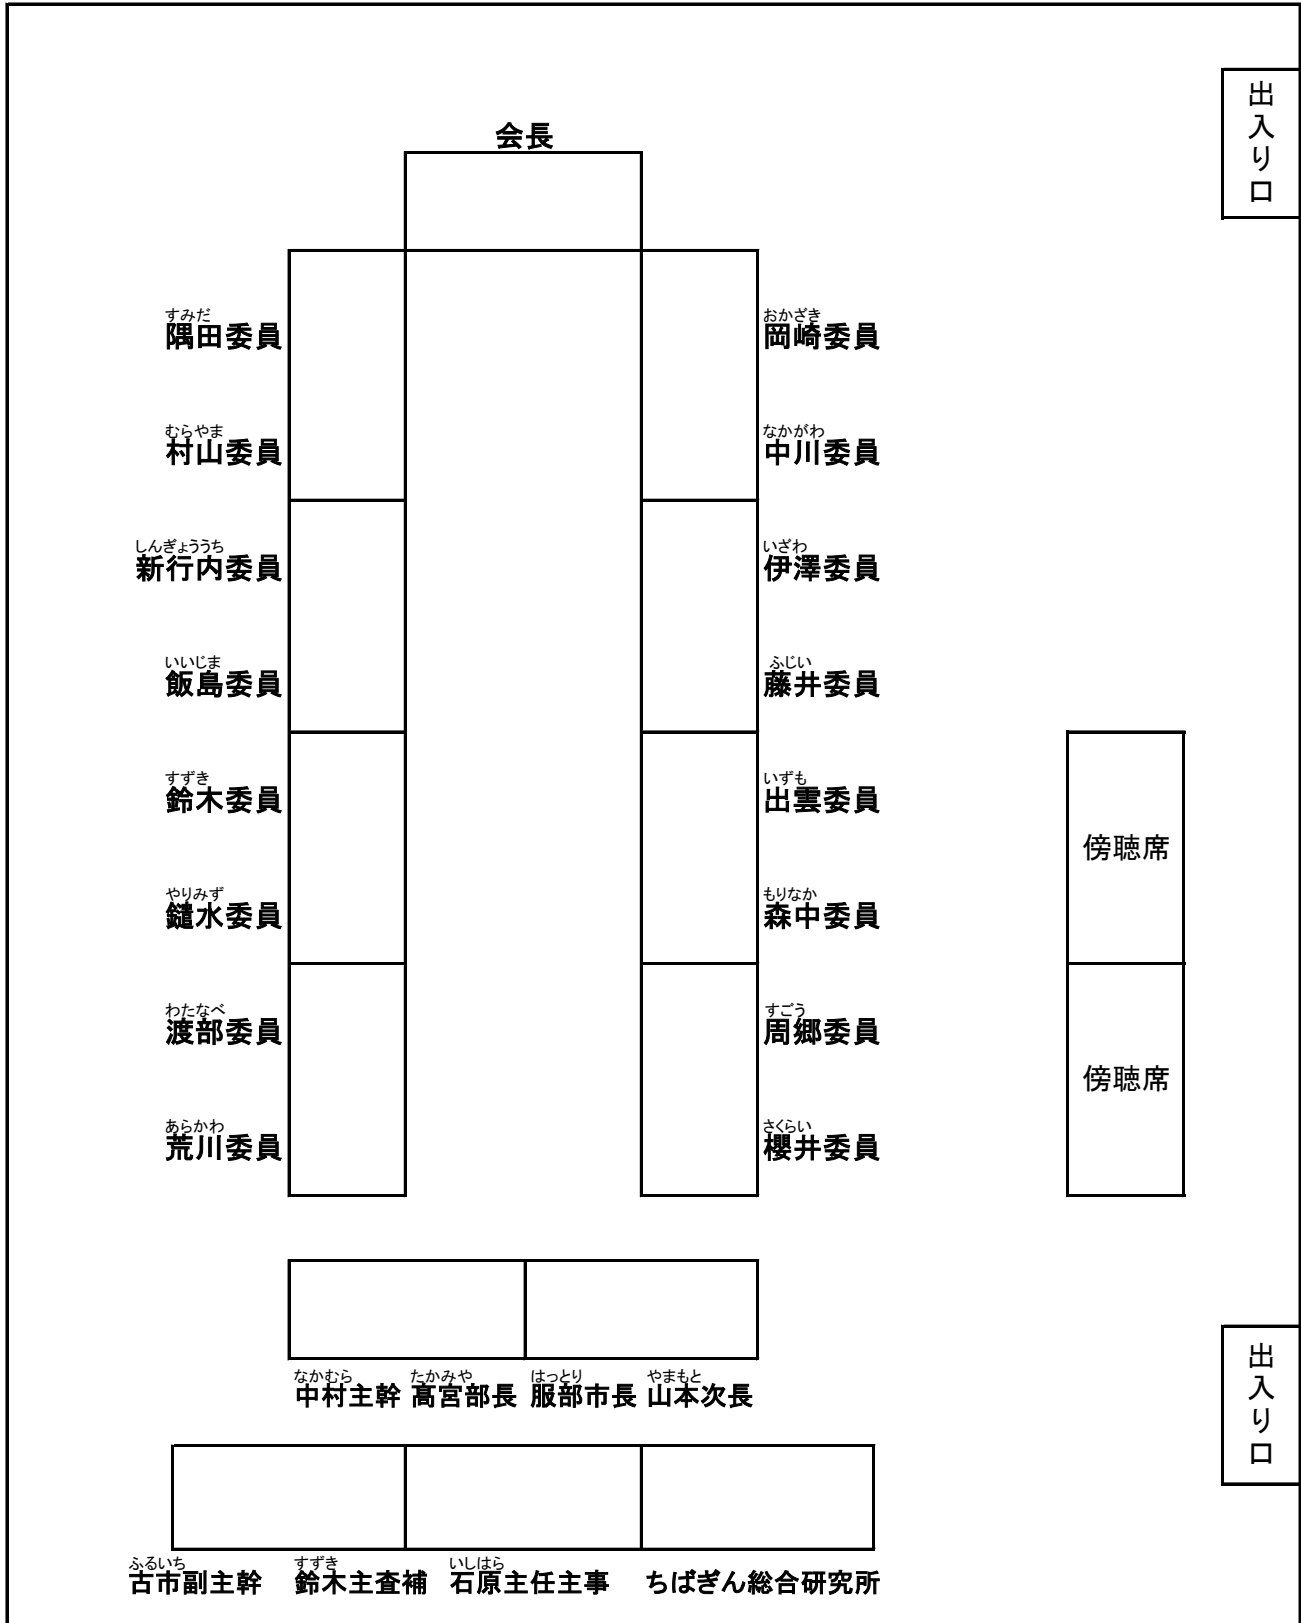 出入り口
会長
すみだ
隅田委員
おかざき
岡崎委員
むらやま
村山委員
なかがわ
中川委員
しんぎょううち
新行内委員
いざわ
伊澤委員
いいじま
飯島委員
ふじい
藤井委員
すずき
鈴木委員
いずも
出雲委員
傍聴席
やりみず
鑓水委員
もりなか
森中委員
わたなべ
渡部委員
すごう
周郷委員
傍聴席
あらかわ
荒川委員
さくらい
櫻井委員
出入り口
なかむら たかみや はっとり やまもと
中村主幹 髙宮部長 服部市長 山本次長
ふるいち すずき いしはら
古市副主幹 鈴木主査補 石原主任主事 ちばぎん総合研究所